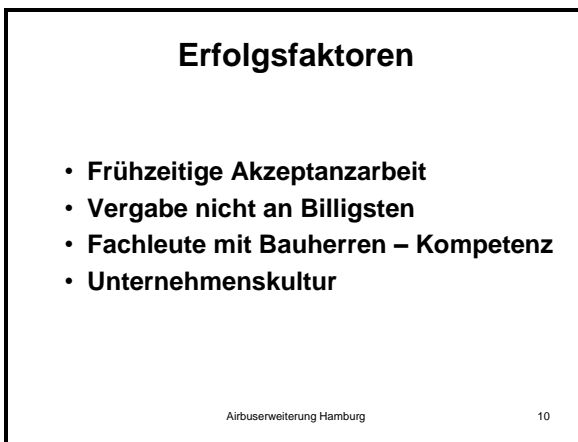 Erfolgsfaktoren
• Frühzeitige Akzeptanzarbeit
• Vergabe nicht an Billigsten
• Fachleute mit Bauherren – Kompetenz
• Unternehmenskultur
Airbuserweiterung Hamburg 10